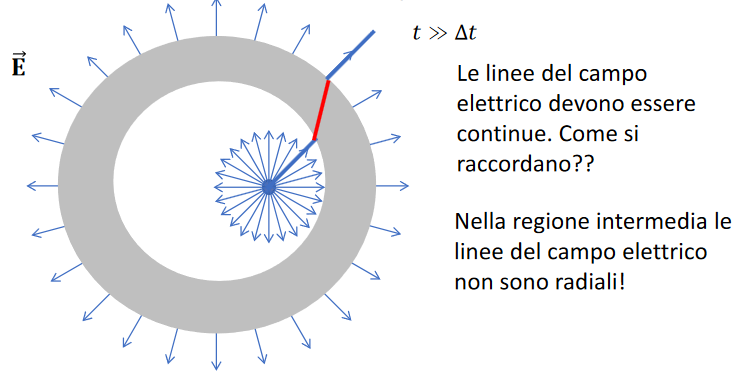 t ≫ Δt
E⃗
Le linee del campo
elettrico devono essere
continue. Come si
raccordano??
Nella regione intermedia le
linee del campo elettrico
non sono radiali!